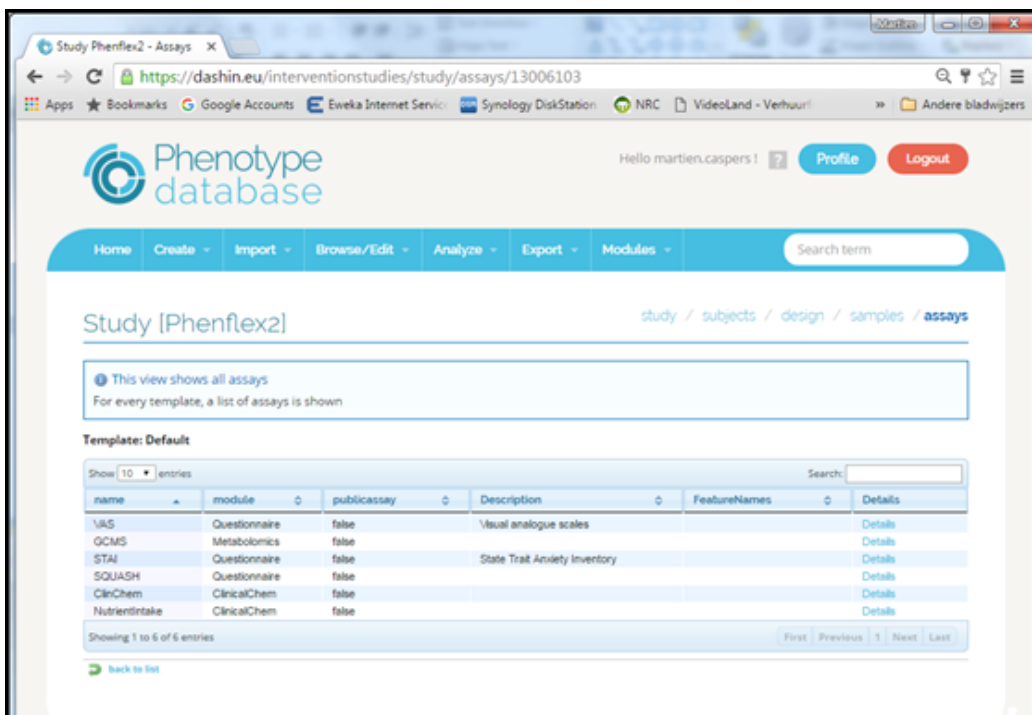 Martien
Study Phenflex2 - Assays
https://dashin.eu/interventionstudies/study/assays/13006103
Apps Bookmarks Google Accounts Eweka Internet Servic Synology DiskStation NRC VideoLand - Verhuur » Andere bladwijzers
Phenotype
database
Hello martien.caspers ! ? Profile Logout
Home Create Import Browse/Edit Analyze Export Modules Search term
Study [Phenflex2]
study / subjects / design / samples / assays
This view shows all assays
For every template, a list of assays is shown
Template: Default
Show 10 entries Search:
name module publicassay Description FeatureNames Details
VAS Questionnaire false Visual analogue scales Details
GCMS Metabolomics false Details
STAI Questionnaire false State Trait Anxiety Inventory Details
SQUASH Questionnaire false Details
ClinChem ClinicalChem false Details
NutrientIntake ClinicalChem false Details
Showing 1 to 6 of 6 entries First Previous 1 Next Last
back to list